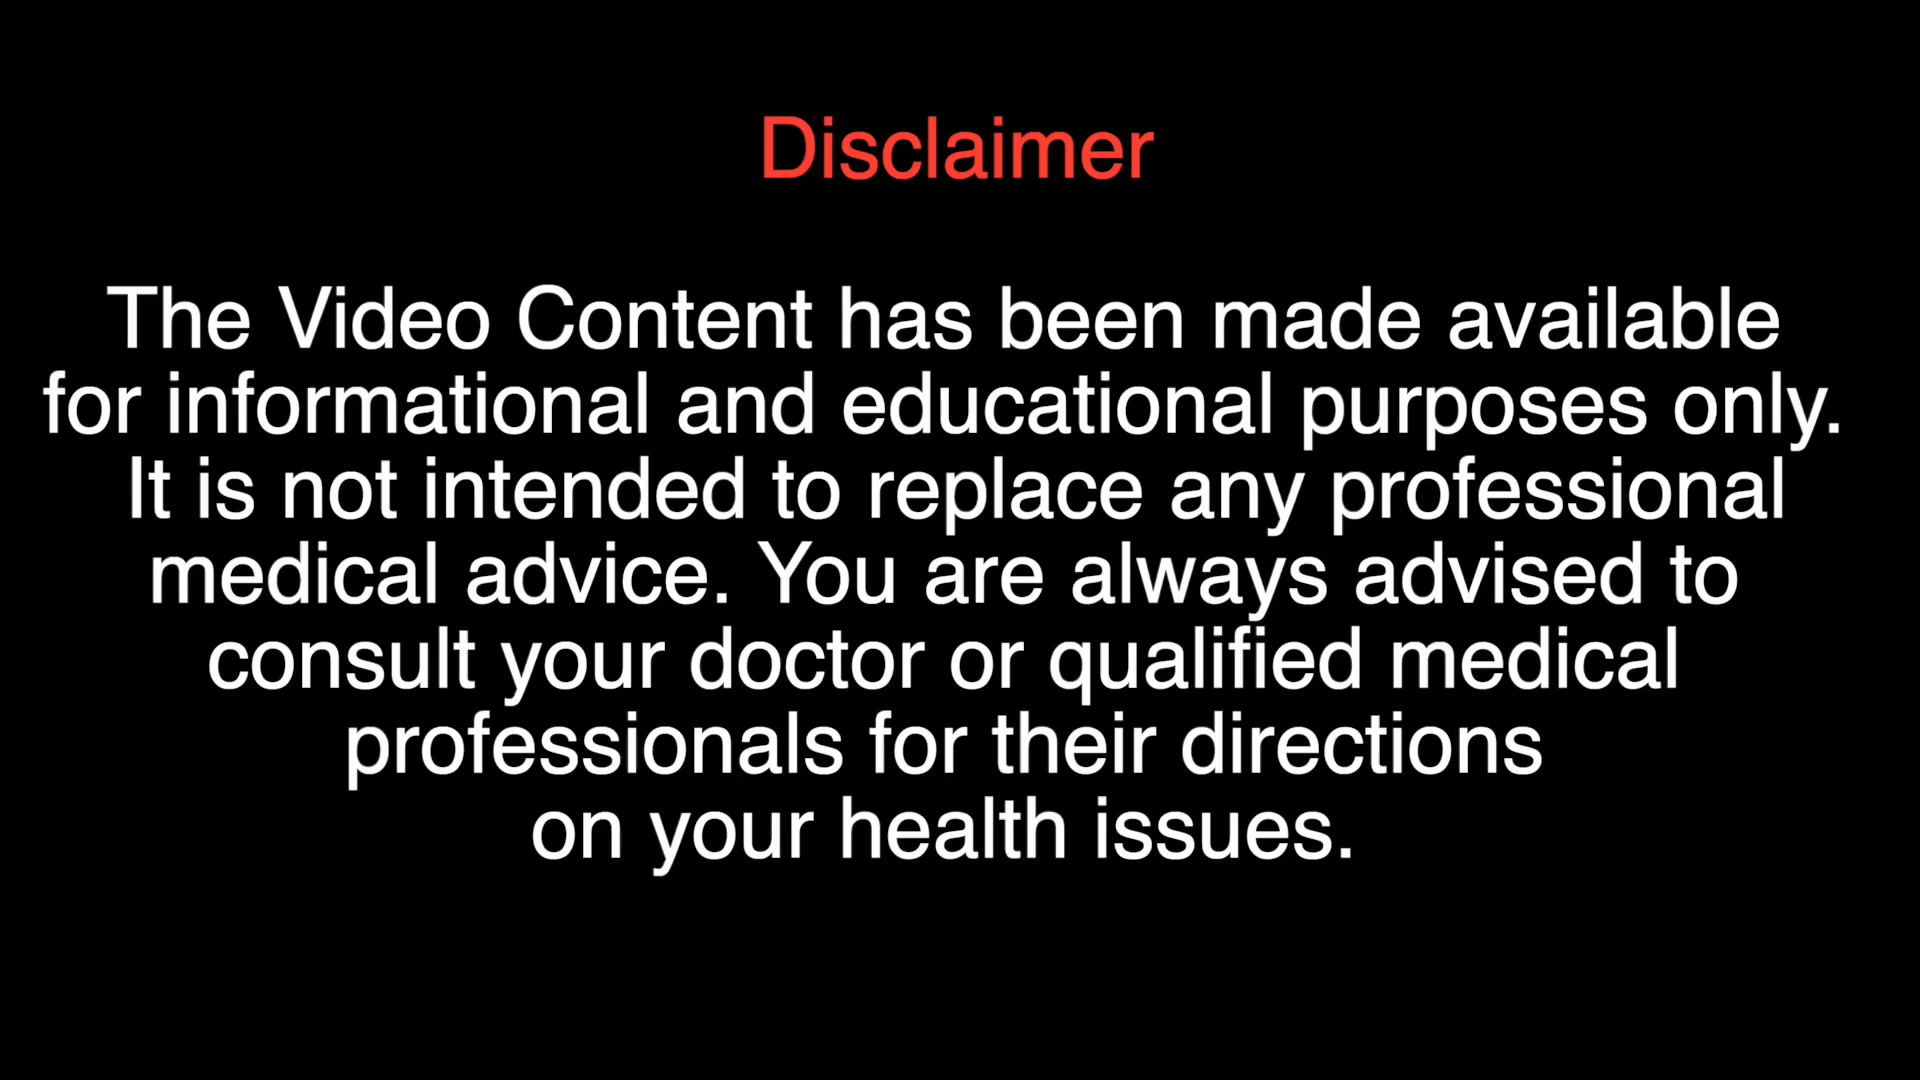 Disclaimer
The Video Content has been made available
for informational and educational purposes only.
It is not intended to replace any professional
medical advice. You are always advised to
consult your doctor or qualified medical
professionals for their directions
on your health issues.